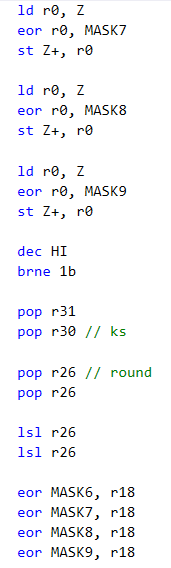 ld r0, Z
eor r0, MASK7
st Z+, r0
ld r0, Z
eor r0, MASK8
st Z+, r0
ld r0, Z
eor r0, MASK9
st Z+, r0
dec HI
brne 1b
pop r31
pop r30 // ks
pop r26 // round
pop r26
lsl r26
lsl r26
eor MASK6, r18
eor MASK7, r18
eor MASK8, r18
eor MASK9, r18